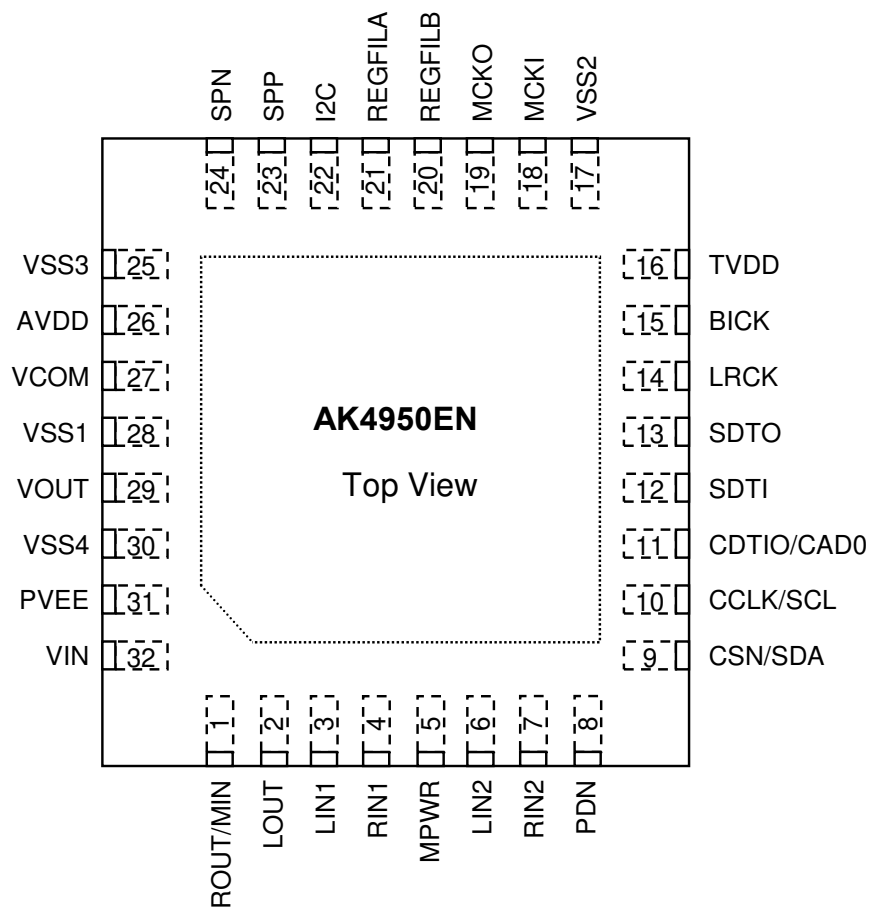 SPN
SPP
I2C
REGFILA
REGFILB
MCKO
MCKI
VSS2
24
23
22
21
20
19
18
17
VSS3 25
AVDD 26
VCOM 27
VSS1 28
VOUT 29
VSS4 30
PVEE 31
VIN 32
AK4950EN
Top View
16 TVDD
15 BICK
14 LRCK
13 SDTO
12 SDTI
11 CDTIO/CAD0
10 CCLK/SCL
9 CSN/SDA
1
2
3
4
5
6
7
8
ROUT/MIN
LOUT
LIN1
RIN1
MPWR
LIN2
RIN2
PDN